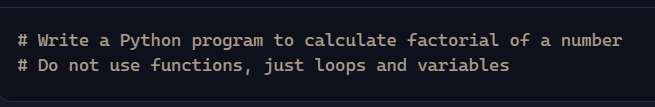 # Write a Python program to calculate factorial of a number
# Do not use functions, just loops and variables